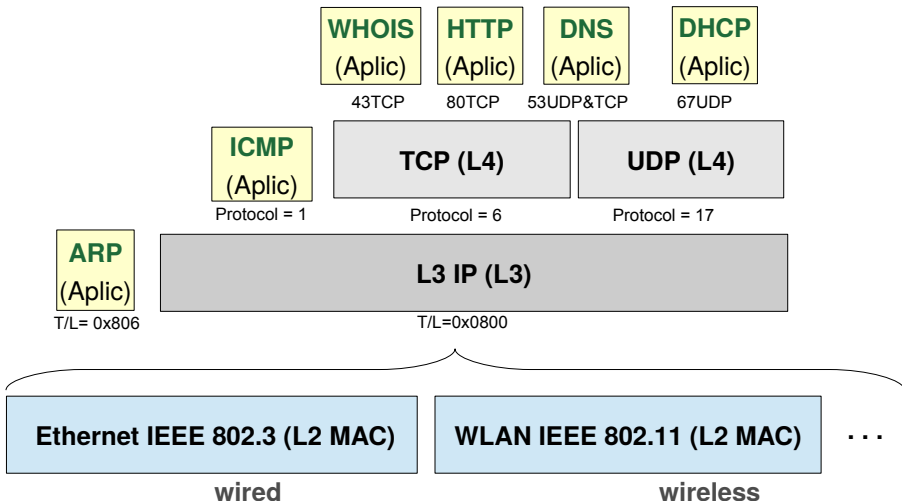 WHOIS
(Aplic)
HTTP
(Aplic)
DNS
(Aplic)
DHCP
(Aplic)
43TCP
80TCP
53UDP&TCP
67UDP
ICMP
(Aplic)
TCP (L4)
UDP (L4)
Protocol = 1
Protocol = 6
Protocol = 17
ARP
(Aplic)
L3 IP (L3)
T/L= 0x806
T/L=0x0800
Ethernet IEEE 802.3 (L2 MAC)
WLAN IEEE 802.11 (L2 MAC)
...
wired
wireless